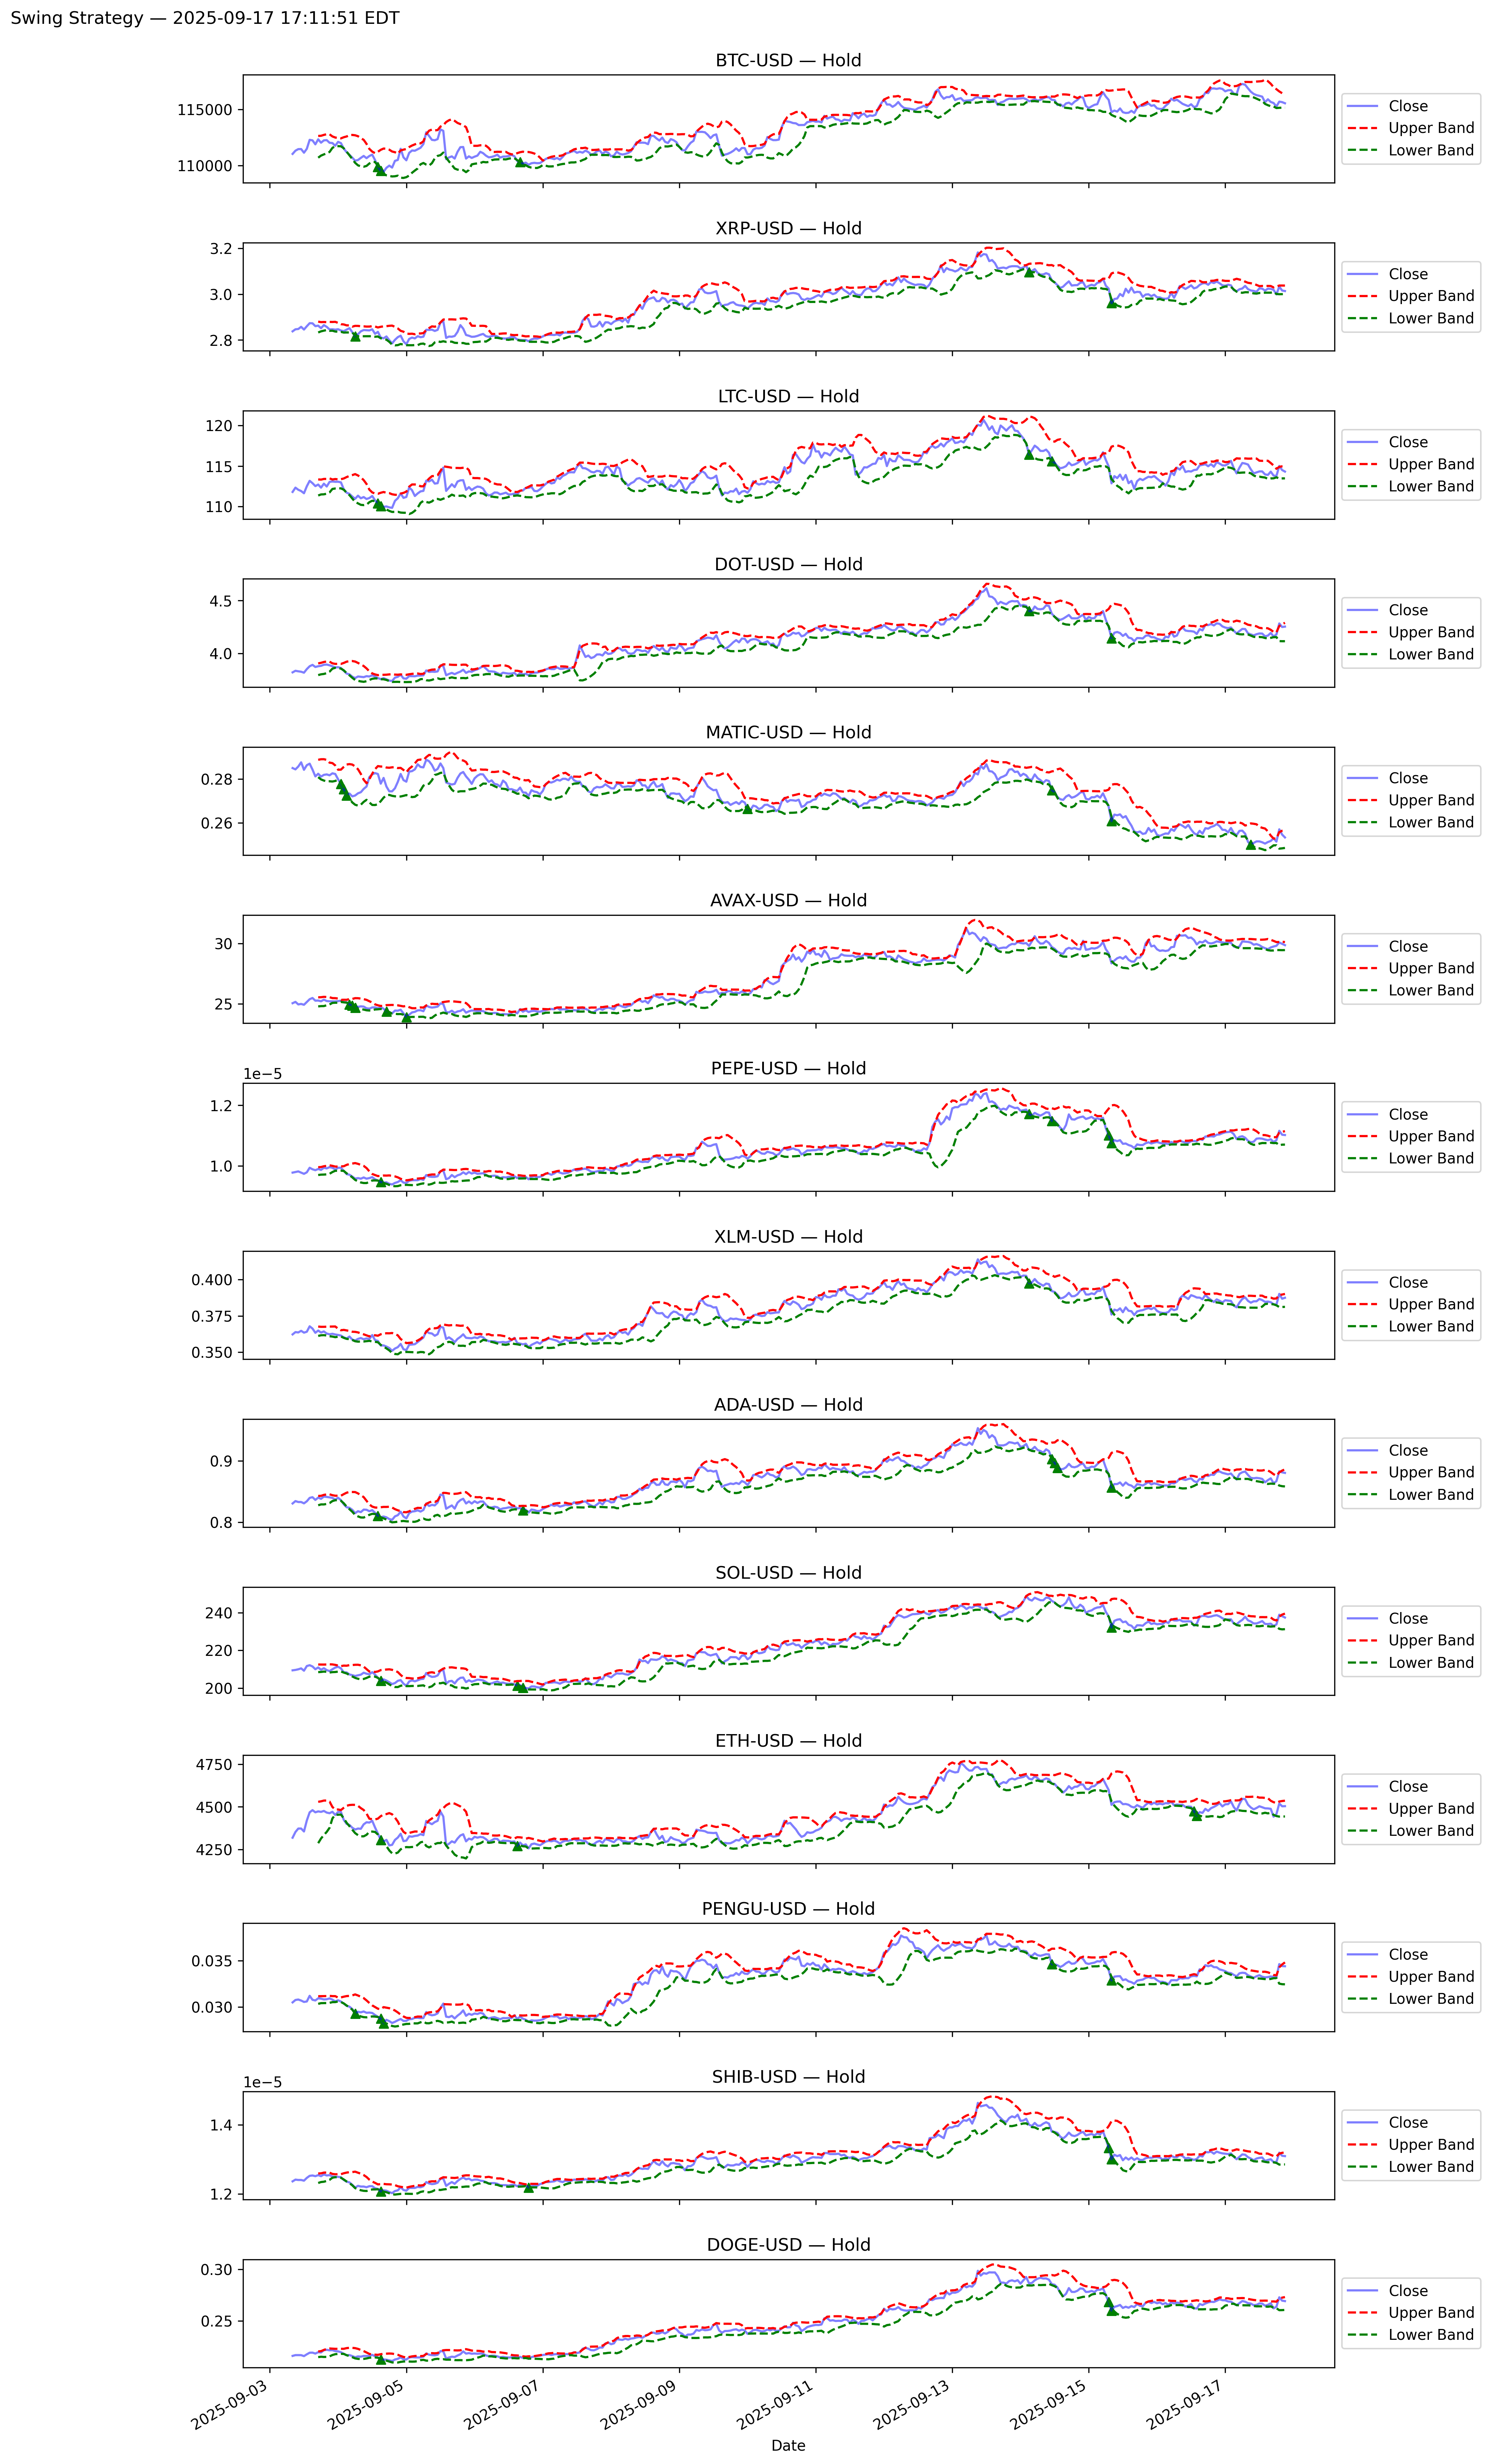 Swing Strategy — 2025-09-17 17:11:51 EDT
BTC-USD — Hold
115000
110000
Close
Upper Band
Lower Band
XRP-USD — Hold
3.2
3.0
2.8
Close
Upper Band
Lower Band
LTC-USD — Hold
120
115
110
Close
Upper Band
Lower Band
DOT-USD — Hold
4.5
4.0
Close
Upper Band
Lower Band
MATIC-USD — Hold
0.28
0.26
Close
Upper Band
Lower Band
AVAX-USD — Hold
30
25
Close
Upper Band
Lower Band
PEPE-USD — Hold
1e−5
1.2
1.0
Close
Upper Band
Lower Band
XLM-USD — Hold
0.400
0.375
0.350
Close
Upper Band
Lower Band
ADA-USD — Hold
0.9
0.8
Close
Upper Band
Lower Band
SOL-USD — Hold
240
220
200
Close
Upper Band
Lower Band
ETH-USD — Hold
4750
4500
4250
Close
Upper Band
Lower Band
PENGU-USD — Hold
0.035
0.030
Close
Upper Band
Lower Band
SHIB-USD — Hold
1e−5
1.4
1.2
Close
Upper Band
Lower Band
DOGE-USD — Hold
0.30
0.25
Close
Upper Band
Lower Band
2025-09-03
2025-09-05
2025-09-07
2025-09-09
2025-09-11
2025-09-13
2025-09-15
2025-09-17
Date